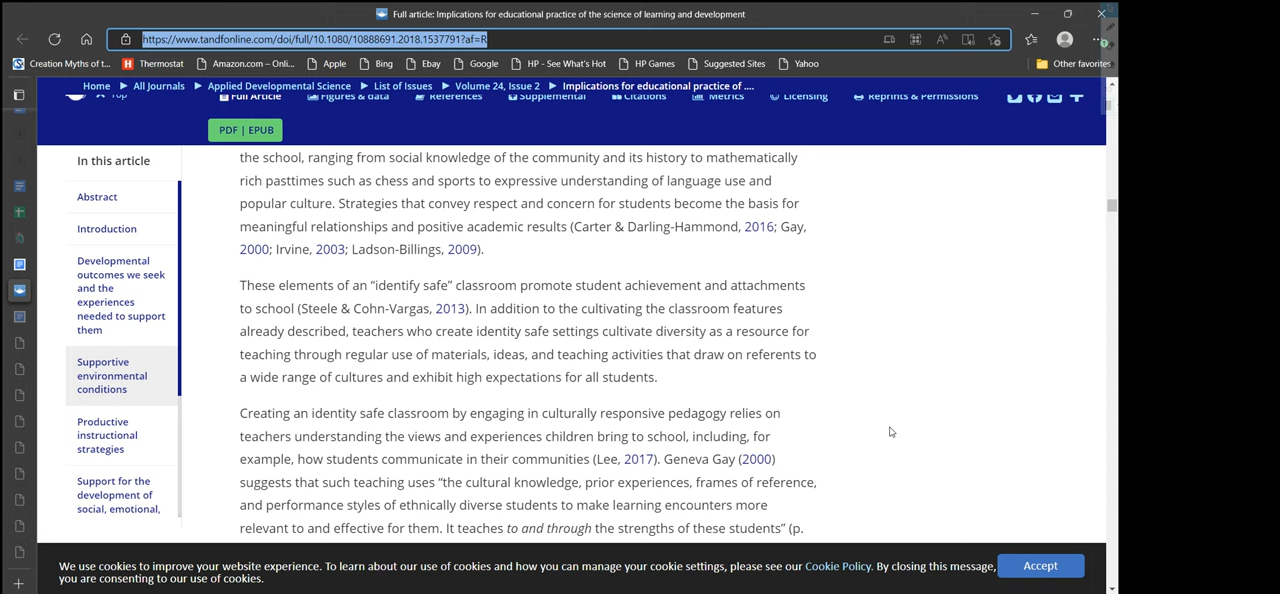 Full article: Implications for educational practice of the science of learning and development
https://www.tandfonline.com/doi/full/10.1080/10888691.2018.1537791?af=R
Creation Myths of t... Thermostat Amazon.com – Onli... Apple Bing Ebay Google HP - See What's Hot HP Games Suggested Sites Yahoo Other favorites
Home ▶ All Journals ▶ Applied Developmental Science ▶ List of Issues ▶ Volume 24, Issue 2 ▶ Implications for educational practice of ....
Top Full Article Figures & data References Supplemental Citations Metrics Licensing Reprints & Permissions
PDF | EPUB
In this article
Abstract
Introduction
Developmental
outcomes we seek
and the
experiences
needed to support
them
Supportive
environmental
conditions
Productive
instructional
strategies
Support for the
development of
social, emotional,
the school, ranging from social knowledge of the community and its history to mathematically
rich pasttimes such as chess and sports to expressive understanding of language use and
popular culture. Strategies that convey respect and concern for students become the basis for
meaningful relationships and positive academic results (Carter & Darling-Hammond, 2016; Gay,
2000; Irvine, 2003; Ladson-Billings, 2009).
These elements of an “identify safe” classroom promote student achievement and attachments
to school (Steele & Cohn-Vargas, 2013). In addition to the cultivating the classroom features
already described, teachers who create identity safe settings cultivate diversity as a resource for
teaching through regular use of materials, ideas, and teaching activities that draw on referents to
a wide range of cultures and exhibit high expectations for all students.
Creating an identity safe classroom by engaging in culturally responsive pedagogy relies on
teachers understanding the views and experiences children bring to school, including, for
example, how students communicate in their communities (Lee, 2017). Geneva Gay (2000)
suggests that such teaching uses “the cultural knowledge, prior experiences, frames of reference,
and performance styles of ethnically diverse students to make learning encounters more
relevant to and effective for them. It teaches to and through the strengths of these students” (p.
We use cookies to improve your website experience. To learn about our use of cookies and how you can manage your cookie settings, please see our Cookie Policy. By closing this message,
you are consenting to our use of cookies.
Accept